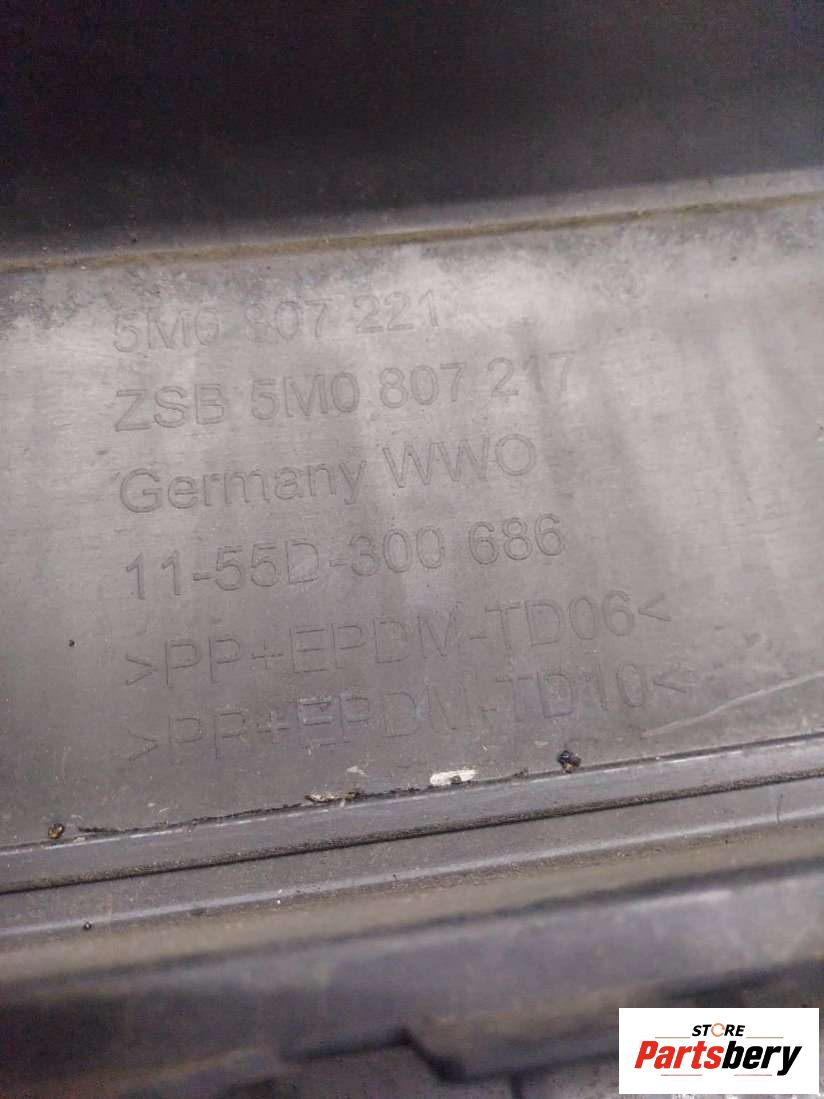 5M0 807 221
ZSB 5M0 807 217
Germany WWO
11-55D-300 686
>PP+EPDM-TD06<
>PP+EPDM-TD10<
STORE
Partsbery